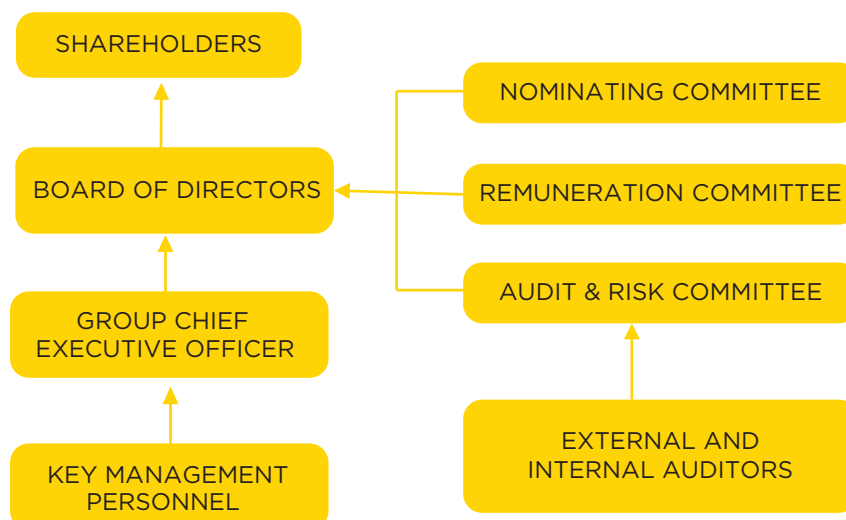 SHAREHOLDERS
BOARD OF DIRECTORS
GROUP CHIEF
EXECUTIVE OFFICER
KEY MANAGEMENT
PERSONNEL
NOMINATING COMMITTEE
REMUNERATION COMMITTEE
AUDIT & RISK COMMITTEE
EXTERNAL AND
INTERNAL AUDITORS